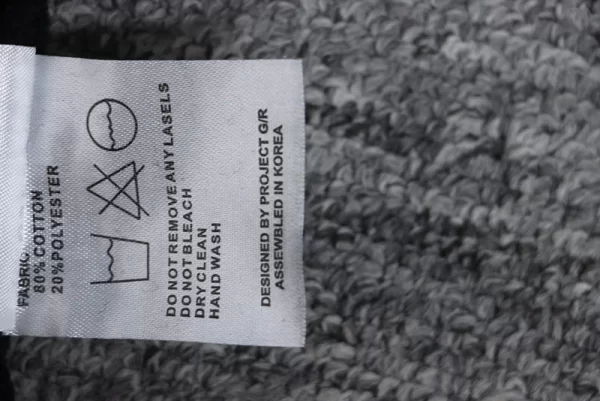 FABRIC
80% COTTON
20%POLYESTER
DO NOT REMOVE ANY LASELS
DO NOT BLEACH
DRY CLEAN
HAND WASH
DESIGNED BY PROJECT G/R
ASSEWBLED IN KOREA